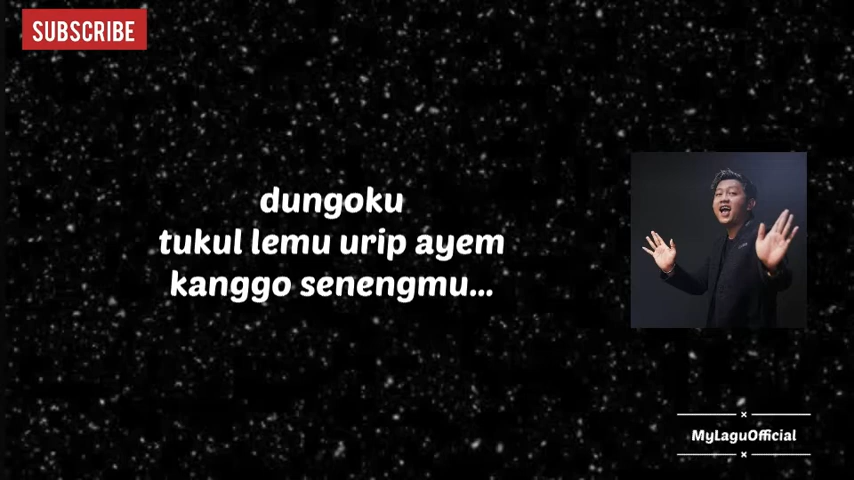 SUBSCRIBE
dungoku
tukul lemu urip ayem
kanggo senengmu...
MyLaguOfficial